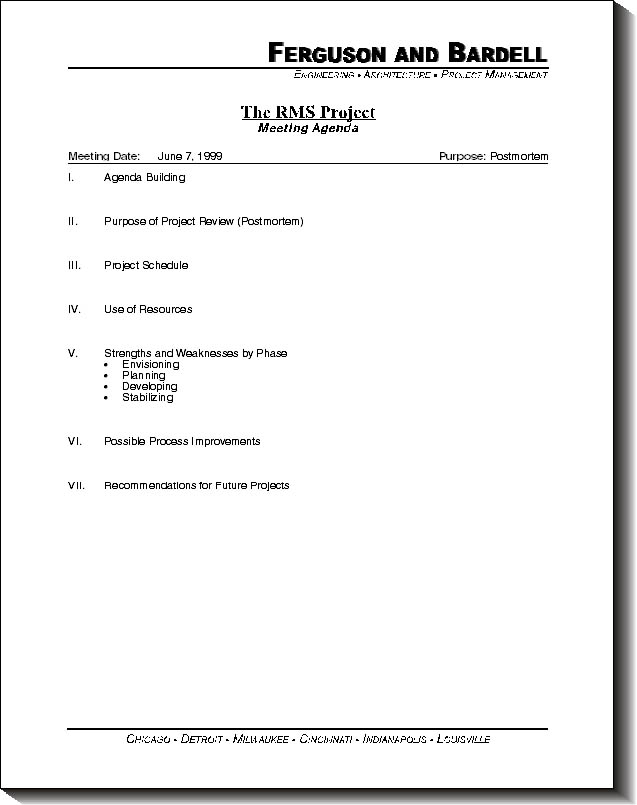 FERGUSON AND BARDELL
ENGINEERING • ARCHITECTURE • PROJECT MANAGEMENT
The RMS Project
Meeting Agenda
Meeting Date: June 7, 1999 Purpose: Postmortem
I. Agenda Building
II. Purpose of Project Review (Postmortem)
III. Project Schedule
IV. Use of Resources
V. Strengths and Weaknesses by Phase
• Envisioning
• Planning
• Developing
• Stabilizing
VI. Possible Process Improvements
VII. Recommendations for Future Projects
CHICAGO • DETROIT • MILWAUKEE • CINCINNATI • INDIANAPOLIS • LOUISVILLE